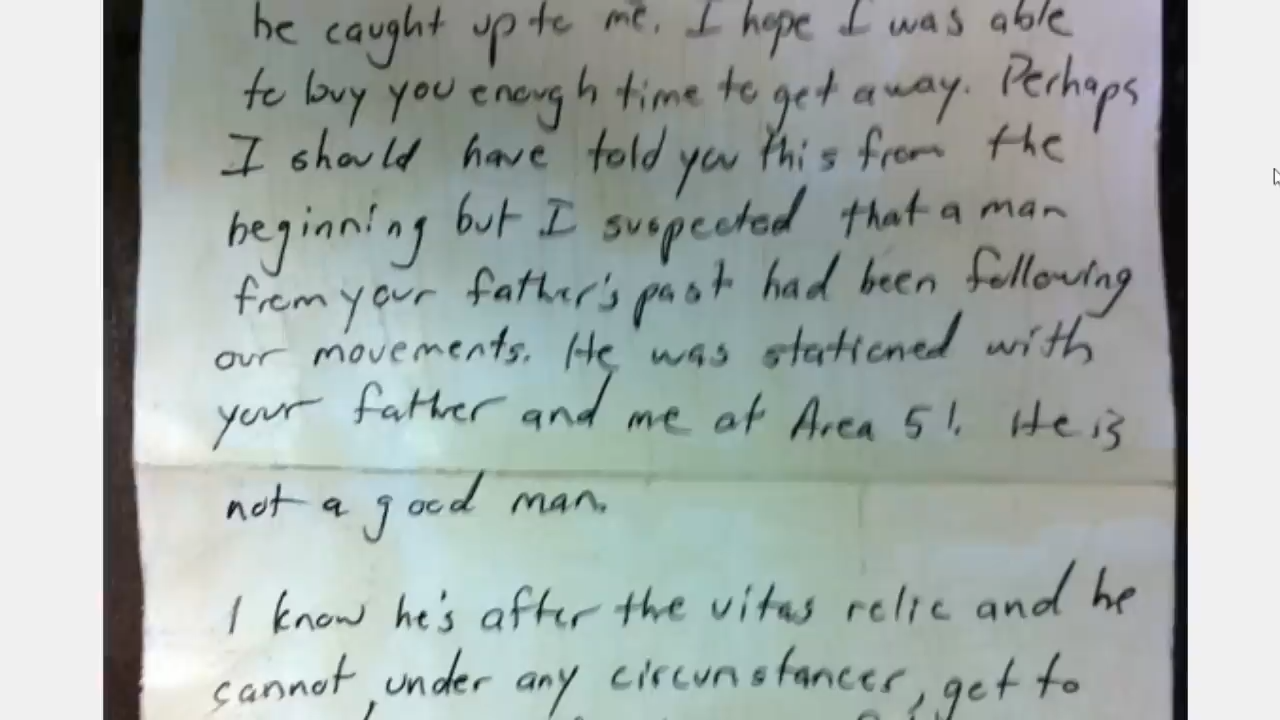 he caught up to me. I hope I was able
to buy you enough time to get away. Perhaps
I should have told you this from the
beginning but I suspected that a man
from your father's past had been following
our movements. He was stationed with
your father and me at Area 51. He is
not a good man.
I know he's after the vitas relic and he
cannot, under any circumstances, get to